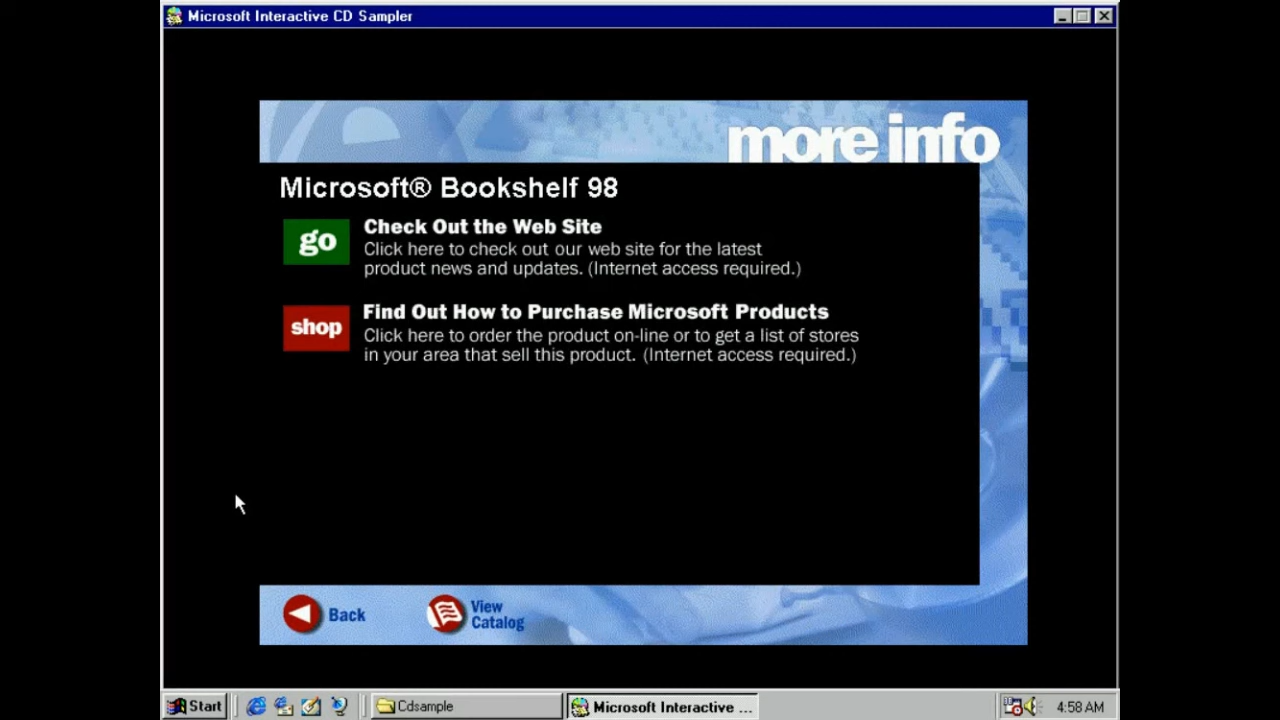 Microsoft Interactive CD Sampler
more info
Microsoft® Bookshelf 98
go
Check Out the Web Site
Click here to check out our web site for the latest
product news and updates. (Internet access required.)
shop
Find Out How to Purchase Microsoft Products
Click here to order the product on-line or to get a list of stores
in your area that sell this product. (Internet access required.)
Back
View
Catalog
Start
Cdsample
Microsoft Interactive ...
4:58 AM